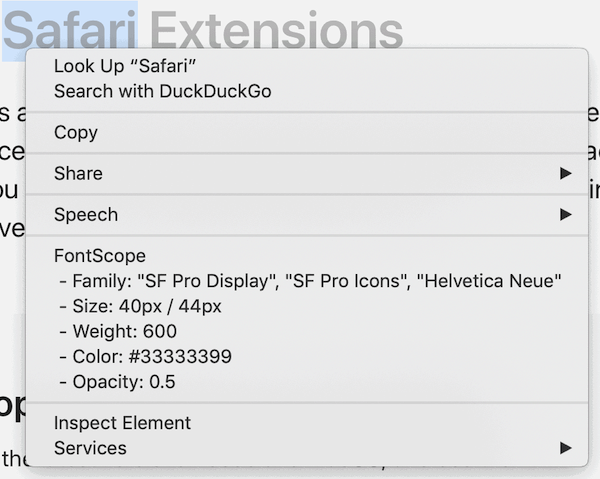 Safari Extensions
Look Up “Safari”
Search with DuckDuckGo
Copy
Share
Speech
FontScope
- Family: "SF Pro Display", "SF Pro Icons", "Helvetica Neue"
- Size: 40px / 44px
- Weight: 600
- Color: #33333399
- Opacity: 0.5
Inspect Element
Services
the